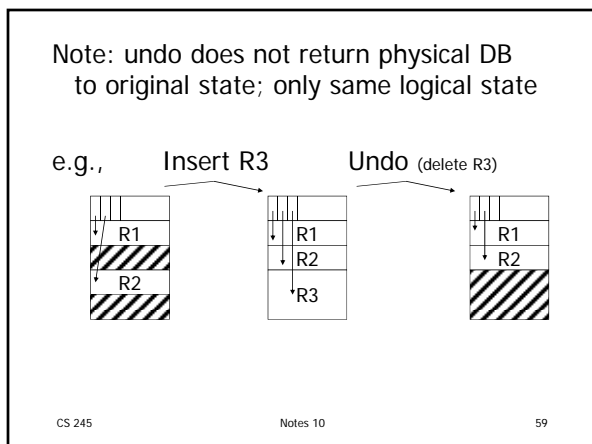 Note: undo does not return physical DB
to original state; only same logical state
e.g., Insert R3 Undo (delete R3)
R1 R1 R1
R2 R2
R2
R3
CS 245 Notes 10 59